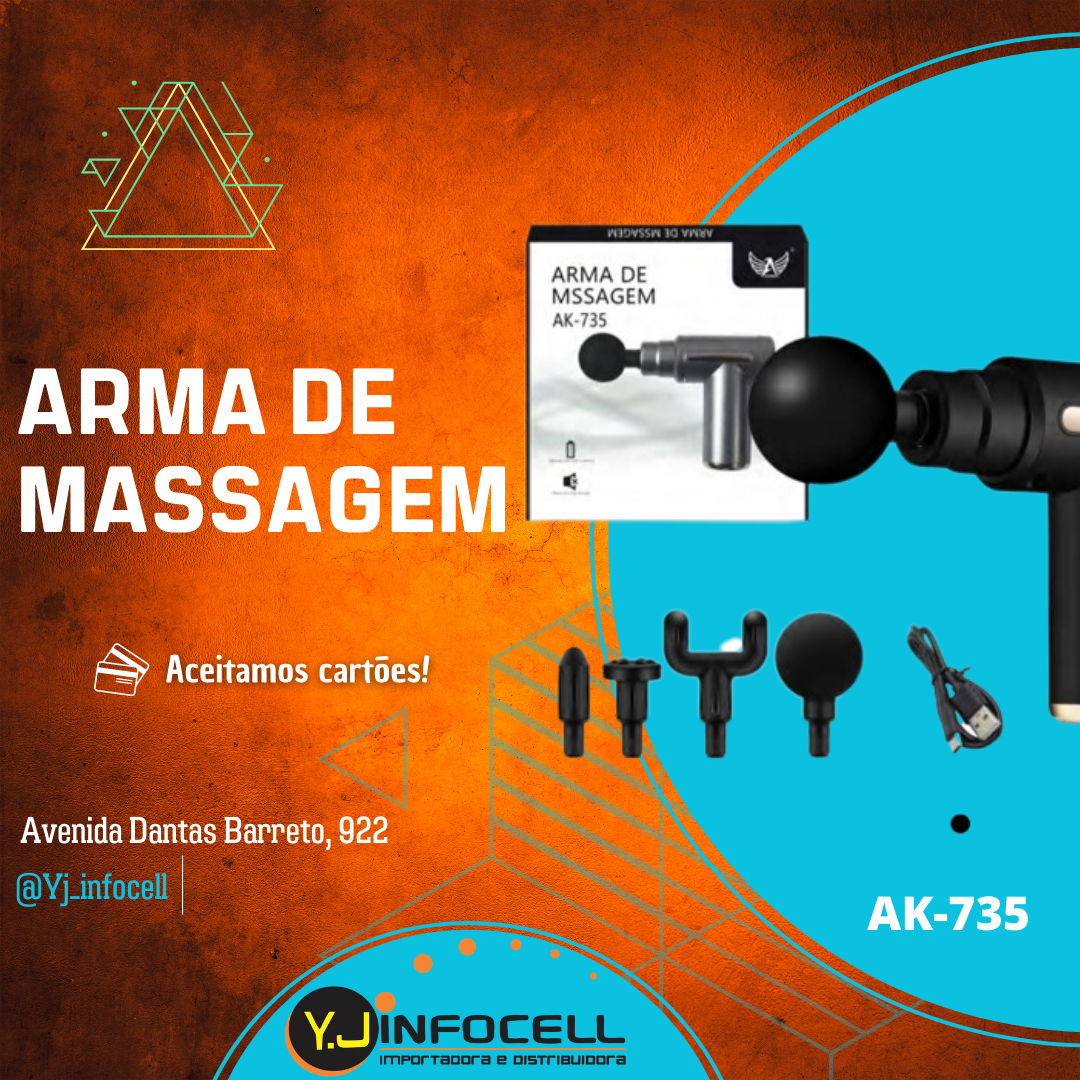 ARMA DE MSSAGEM
ARMA DE
MSSAGEM
AK-735
ARMA DE
MASSAGEM
Aceitamos cartões!
Avenida Dantas Barreto, 922
@Yj_infocell
AK-735
Y.J INFOCELL
IMPORTADORA E DISTRIBUIDORA